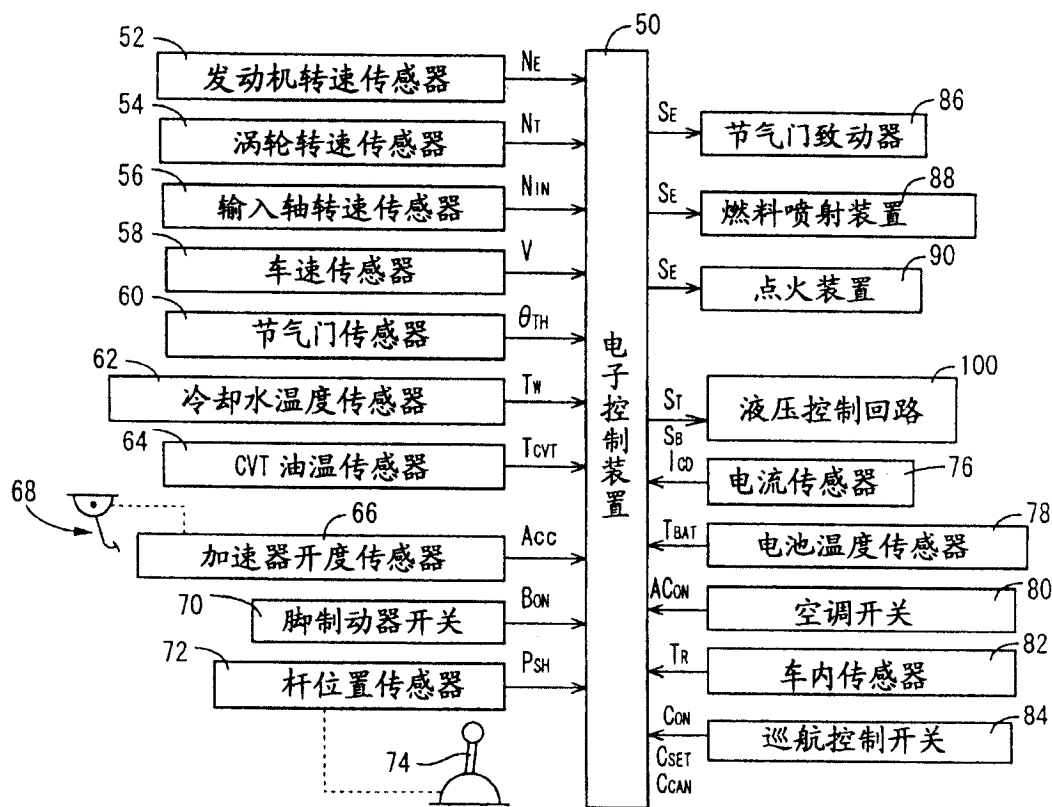 50
52
发动机转速传感器
NE
54
涡轮转速传感器
NT
56
输入轴转速传感器
NIN
58
车速传感器
V
60
节气门传感器
θTH
62
冷却水温度传感器
TW
64
CVT 油温传感器
TCVT
68
66
加速器开度传感器
ACC
70
脚制动器开关
BON
72
杆位置传感器
PSH
74
电子控制装置
SE
86
节气门致动器
SE
88
燃料喷射装置
SE
90
点火装置
ST
SB
100
液压控制回路
ICD
76
电流传感器
TBAT
78
电池温度传感器
ACON
80
空调开关
TR
82
车内传感器
CON
CSET
CCAN
84
巡航控制开关